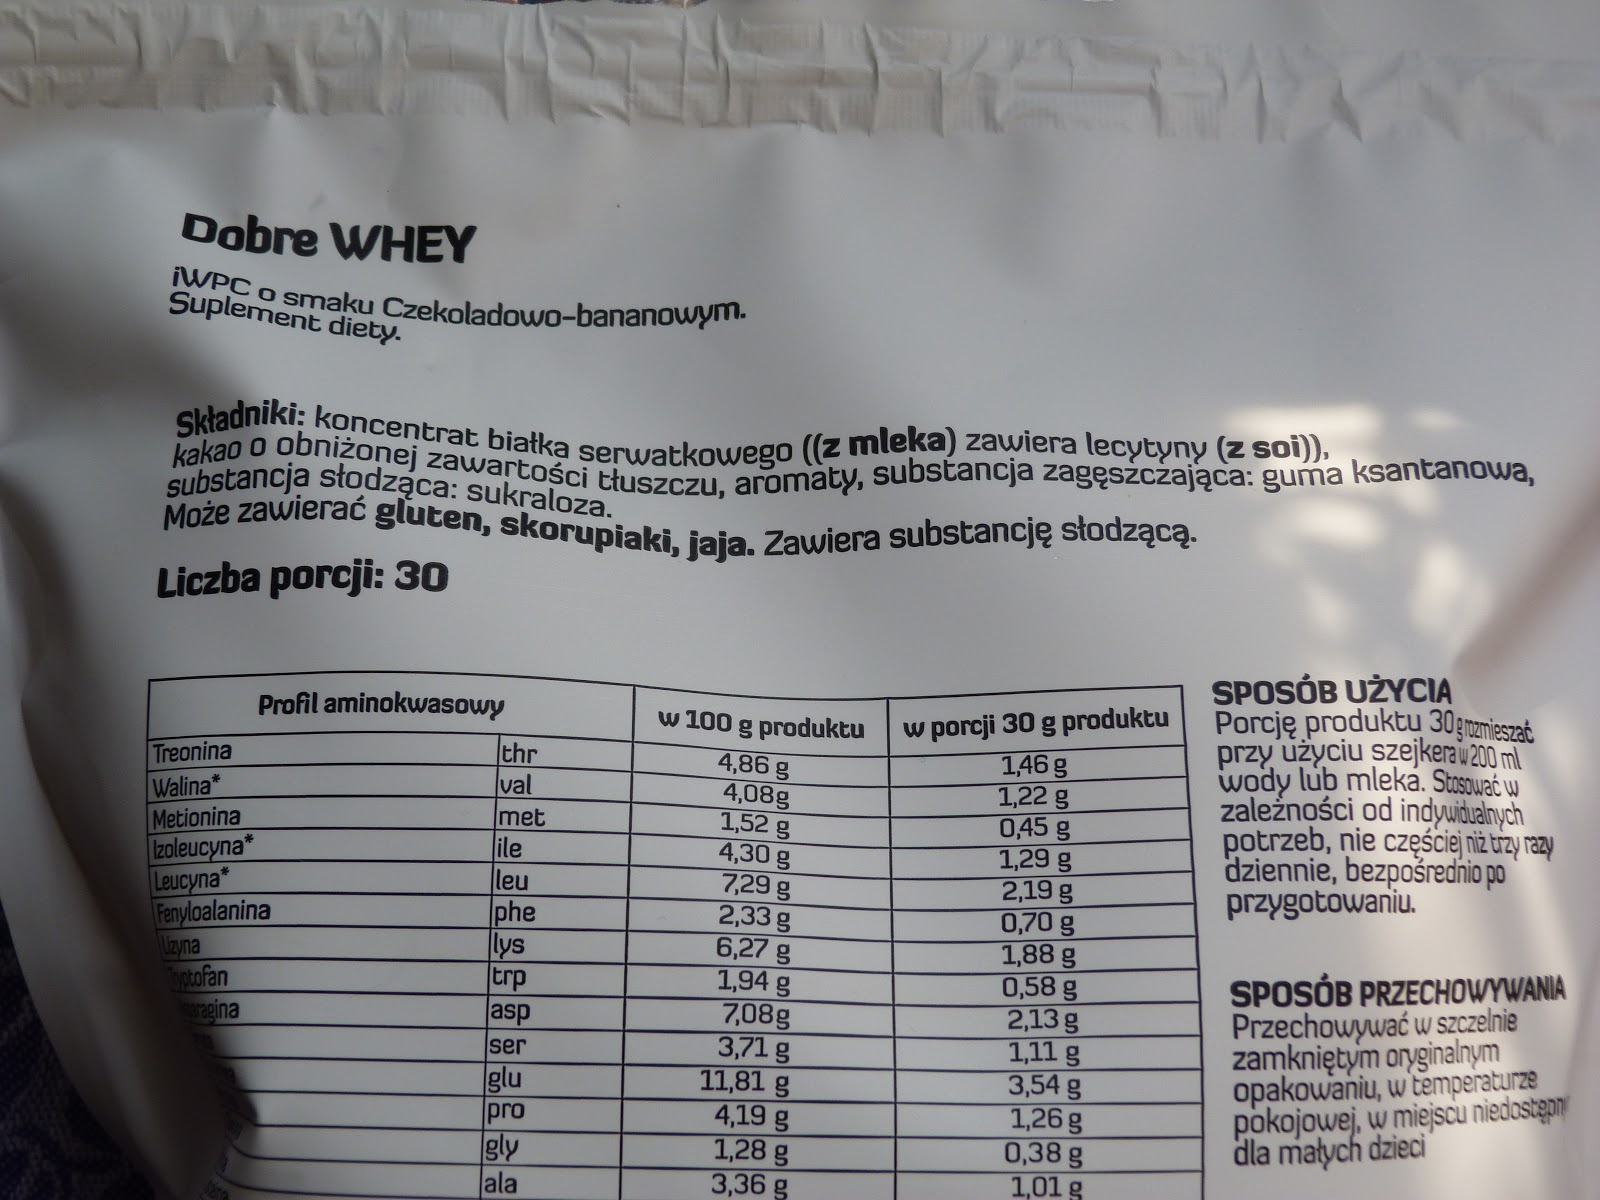 Dobre WHEY
iWPC o smaku Czekoladowo-bananowym.
Suplement diety.
Składniki: koncentrat białka serwatkowego ((z mleka) zawiera lecytyny (z soi)),
kakao o obniżonej zawartości tłuszczu, aromaty, substancja zagęszczająca: guma ksantanowa,
substancja słodząca: sukraloza.
Może zawierać gluten, skorupiaki, jaja. Zawiera substancję słodzącą.
Liczba porcji: 30
Profil aminokwasowy w 100 g produktu w porcji 30 g produktu
Treonina thr 4,86 g 1,46 g
Walina* val 4,08g 1,22 g
Metionina met 1,52 g 0,45 g
Izoleucyna* ile 4,30 g 1,29 g
Leucyna* leu 7,29 g 2,19 g
Fenyloalanina phe 2,33 g 0,70 g
Lizyna lys 6,27 g 1,88 g
trp 1,94 g 0,58 g
asp 7,08g 2,13 g
ser 3,71 g 1,11 g
glu 11,81 g 3,54 g
pro 4,19 g 1,26 g
gly 1,28 g 0,38 g
ala 3,36 g 1,01 g
SPOSÓB UŻYCIA
Porcję produktu 30 g rozmieszać
przy użyciu szejkera w 200 ml
wody lub mleka. Stosować w
zależności od indywidualnych
potrzeb, nie częściej niż trzy razy
dziennie, bezpośrednio po
przygotowaniu.
SPOSÓB PRZECHOWYWANIA
Przechowywać w szczelnie
zamkniętym oryginalnym
opakowaniu, w temperaturze
pokojowej, w miejscu
dla małych dzieci